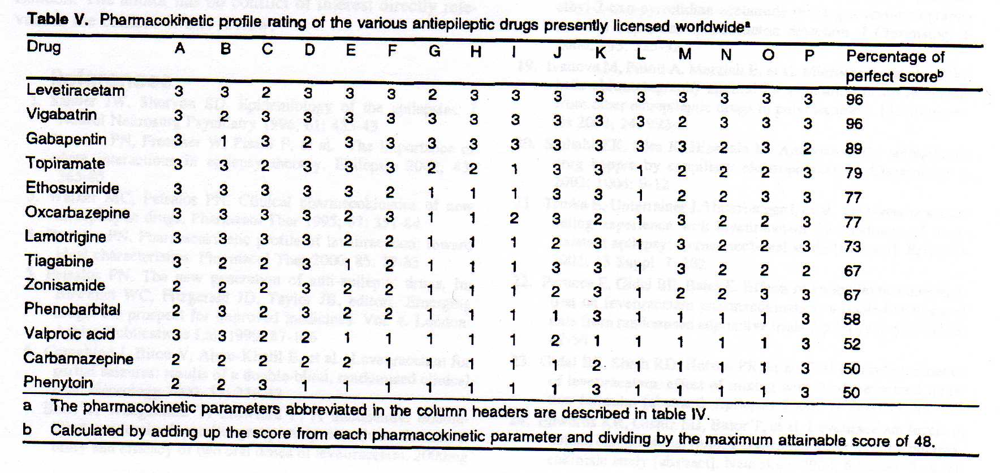 Table V. Pharmacokinetic profile rating of the various antiepileptic drugs presently licensed worldwideᵃ
Drug A B C D E F G H I J K L M N O P Percentage of
perfect scoreᵇ
Levetiracetam 3 3 2 3 3 3 2 3 3 3 3 3 3 3 3 3 96
Vigabatrin 3 2 3 3 3 3 3 3 3 3 3 3 2 3 3 3 96
Gabapentin 3 1 3 2 3 3 3 3 3 3 3 3 3 2 3 2 89
Topiramate 3 3 2 3 3 3 2 2 1 3 3 1 2 2 2 3 79
Ethosuximide 3 3 3 3 3 2 1 1 1 3 3 1 2 2 3 3 77
Oxcarbazepine 3 3 3 3 2 3 1 1 2 3 2 1 3 2 2 3 77
Lamotrigine 3 3 3 3 2 2 1 1 1 2 3 1 3 2 2 3 73
Tiagabine 3 2 2 3 1 2 1 1 1 3 3 1 3 2 2 2 67
Zonisamide 2 2 2 3 2 2 1 1 1 2 3 1 2 2 3 3 67
Phenobarbital 2 3 2 3 2 2 1 1 1 1 3 1 1 1 1 3 58
Valproic acid 3 3 2 2 1 1 1 1 1 2 1 1 1 1 1 3 52
Carbamazepine 2 2 2 2 2 1 1 1 1 1 2 1 1 1 1 3 50
Phenytoin 2 2 3 1 1 1 1 1 1 1 3 1 1 1 1 3 50
a The pharmacokinetic parameters abbreviated in the column headers are described in table IV.
b Calculated by adding up the score from each pharmacokinetic parameter and dividing by the maximum attainable score of 48.